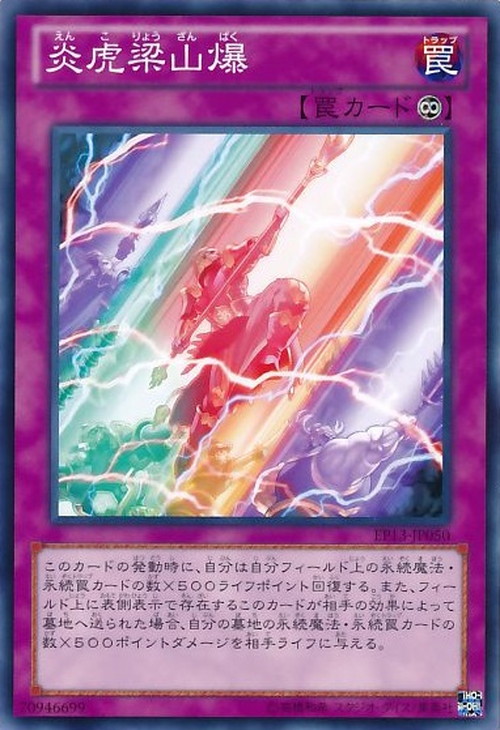 えん こ りょう ざん ばく
炎虎梁山爆
トラップ
罠
【罠カード∞】
EP13-JP050
このカードの発動時に、自分は自分フィールド上の永続魔法・
永続罠カードの数×500ライフポイント回復する。また、フィー
ルド上に表側表示で存在するこのカードが相手の効果によって
墓地へ送られた場合、自分の墓地の永続魔法・永続罠カードの
数×500ポイントダメージを相手ライフに与える。
70946699
©高橋和希 スタジオ・ダイス/集英社